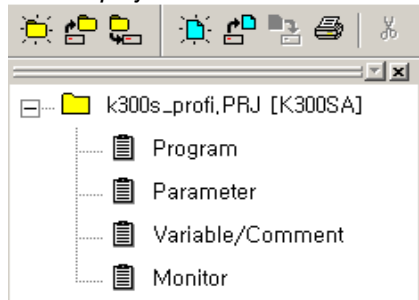 k300s_profi,PRJ [K300SA]
Program
Parameter
Variable/Comment
Monitor